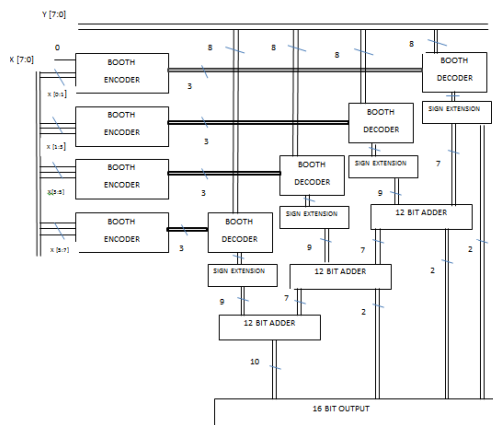 Y [7:0]
0
8
8
8
8
X [7:0]
BOOTH
ENCODER
BOOTH
DECODER
X [0:1]
3
SIGN EXTENSION
BOOTH
ENCODER
BOOTH
DECODER
X [1:3]
3
SIGN EXTENSION
7
BOOTH
ENCODER
BOOTH
DECODER
X[3:5]
3
9
SIGN EXTENSION
12 BIT ADDER
BOOTH
ENCODER
BOOTH
DECODER
X [5:7]
3
9
7
2
2
SIGN EXTENSION
12 BIT ADDER
9
7
2
12 BIT ADDER
10
16 BIT OUTPUT